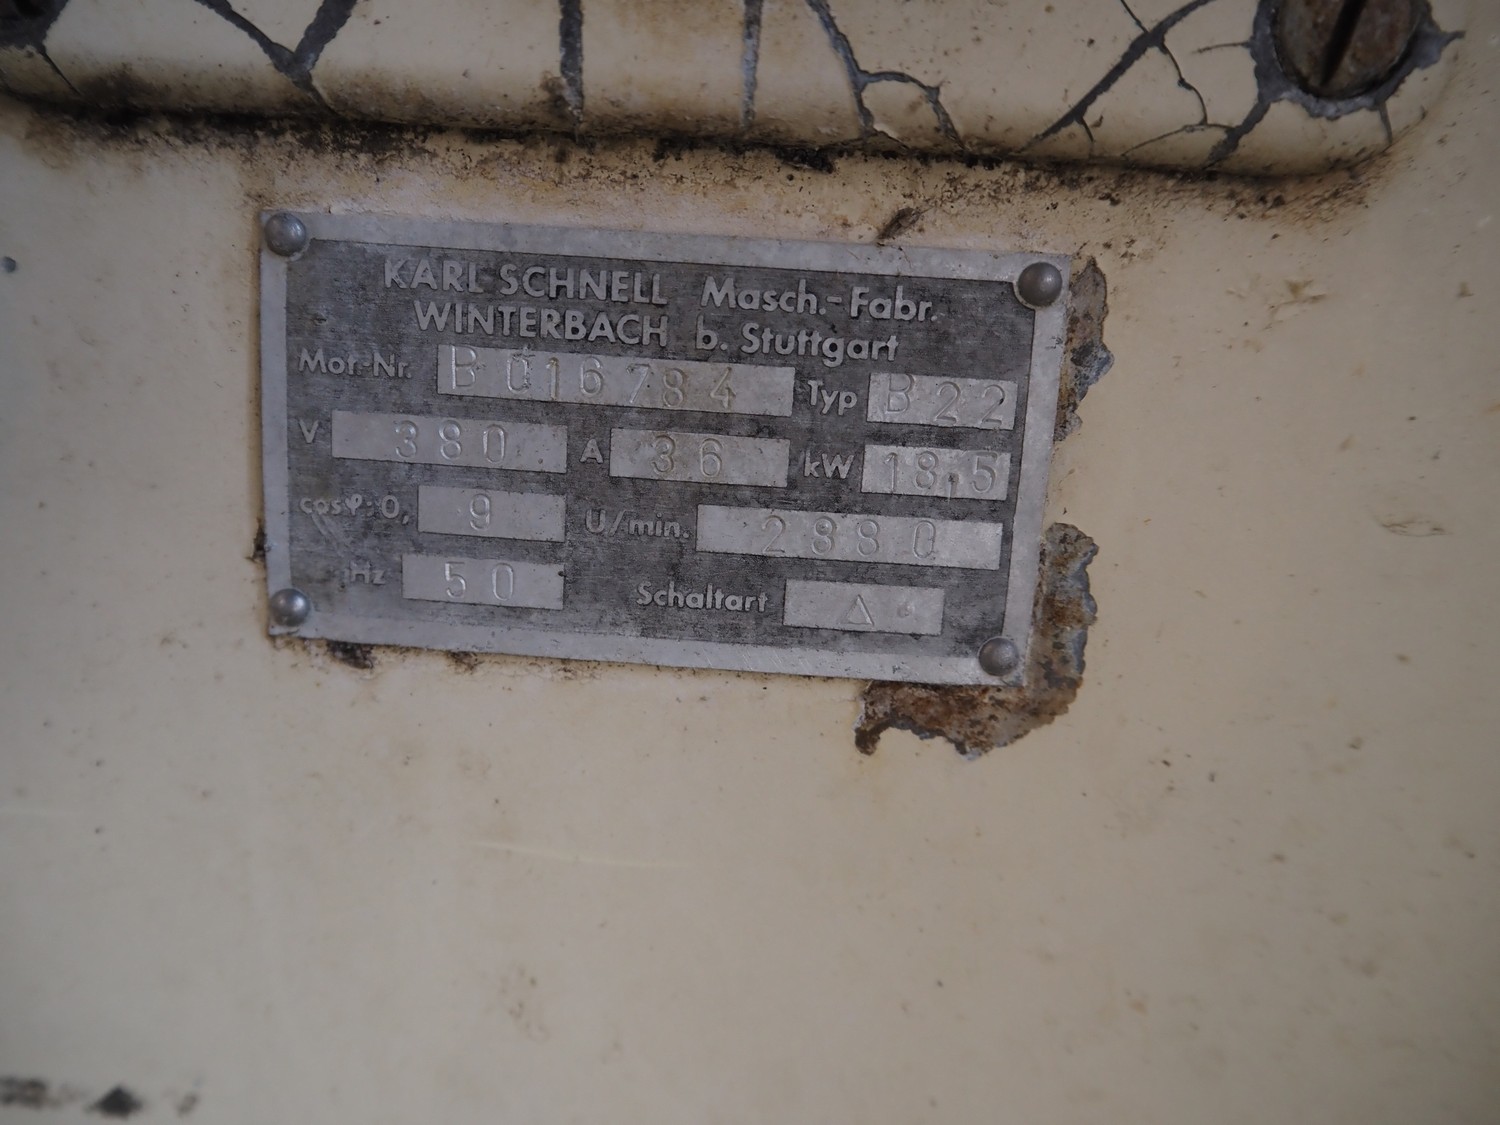 KARL SCHNELL Masch.-Fabr.
WINTERBACH b. Stuttgart
Mot.-Nr. B 016784 Typ B 22
V 380 A 36 kW 18,5
cosφ:0, 9 U/min. 2880
Hz 50 Schaltart Δ